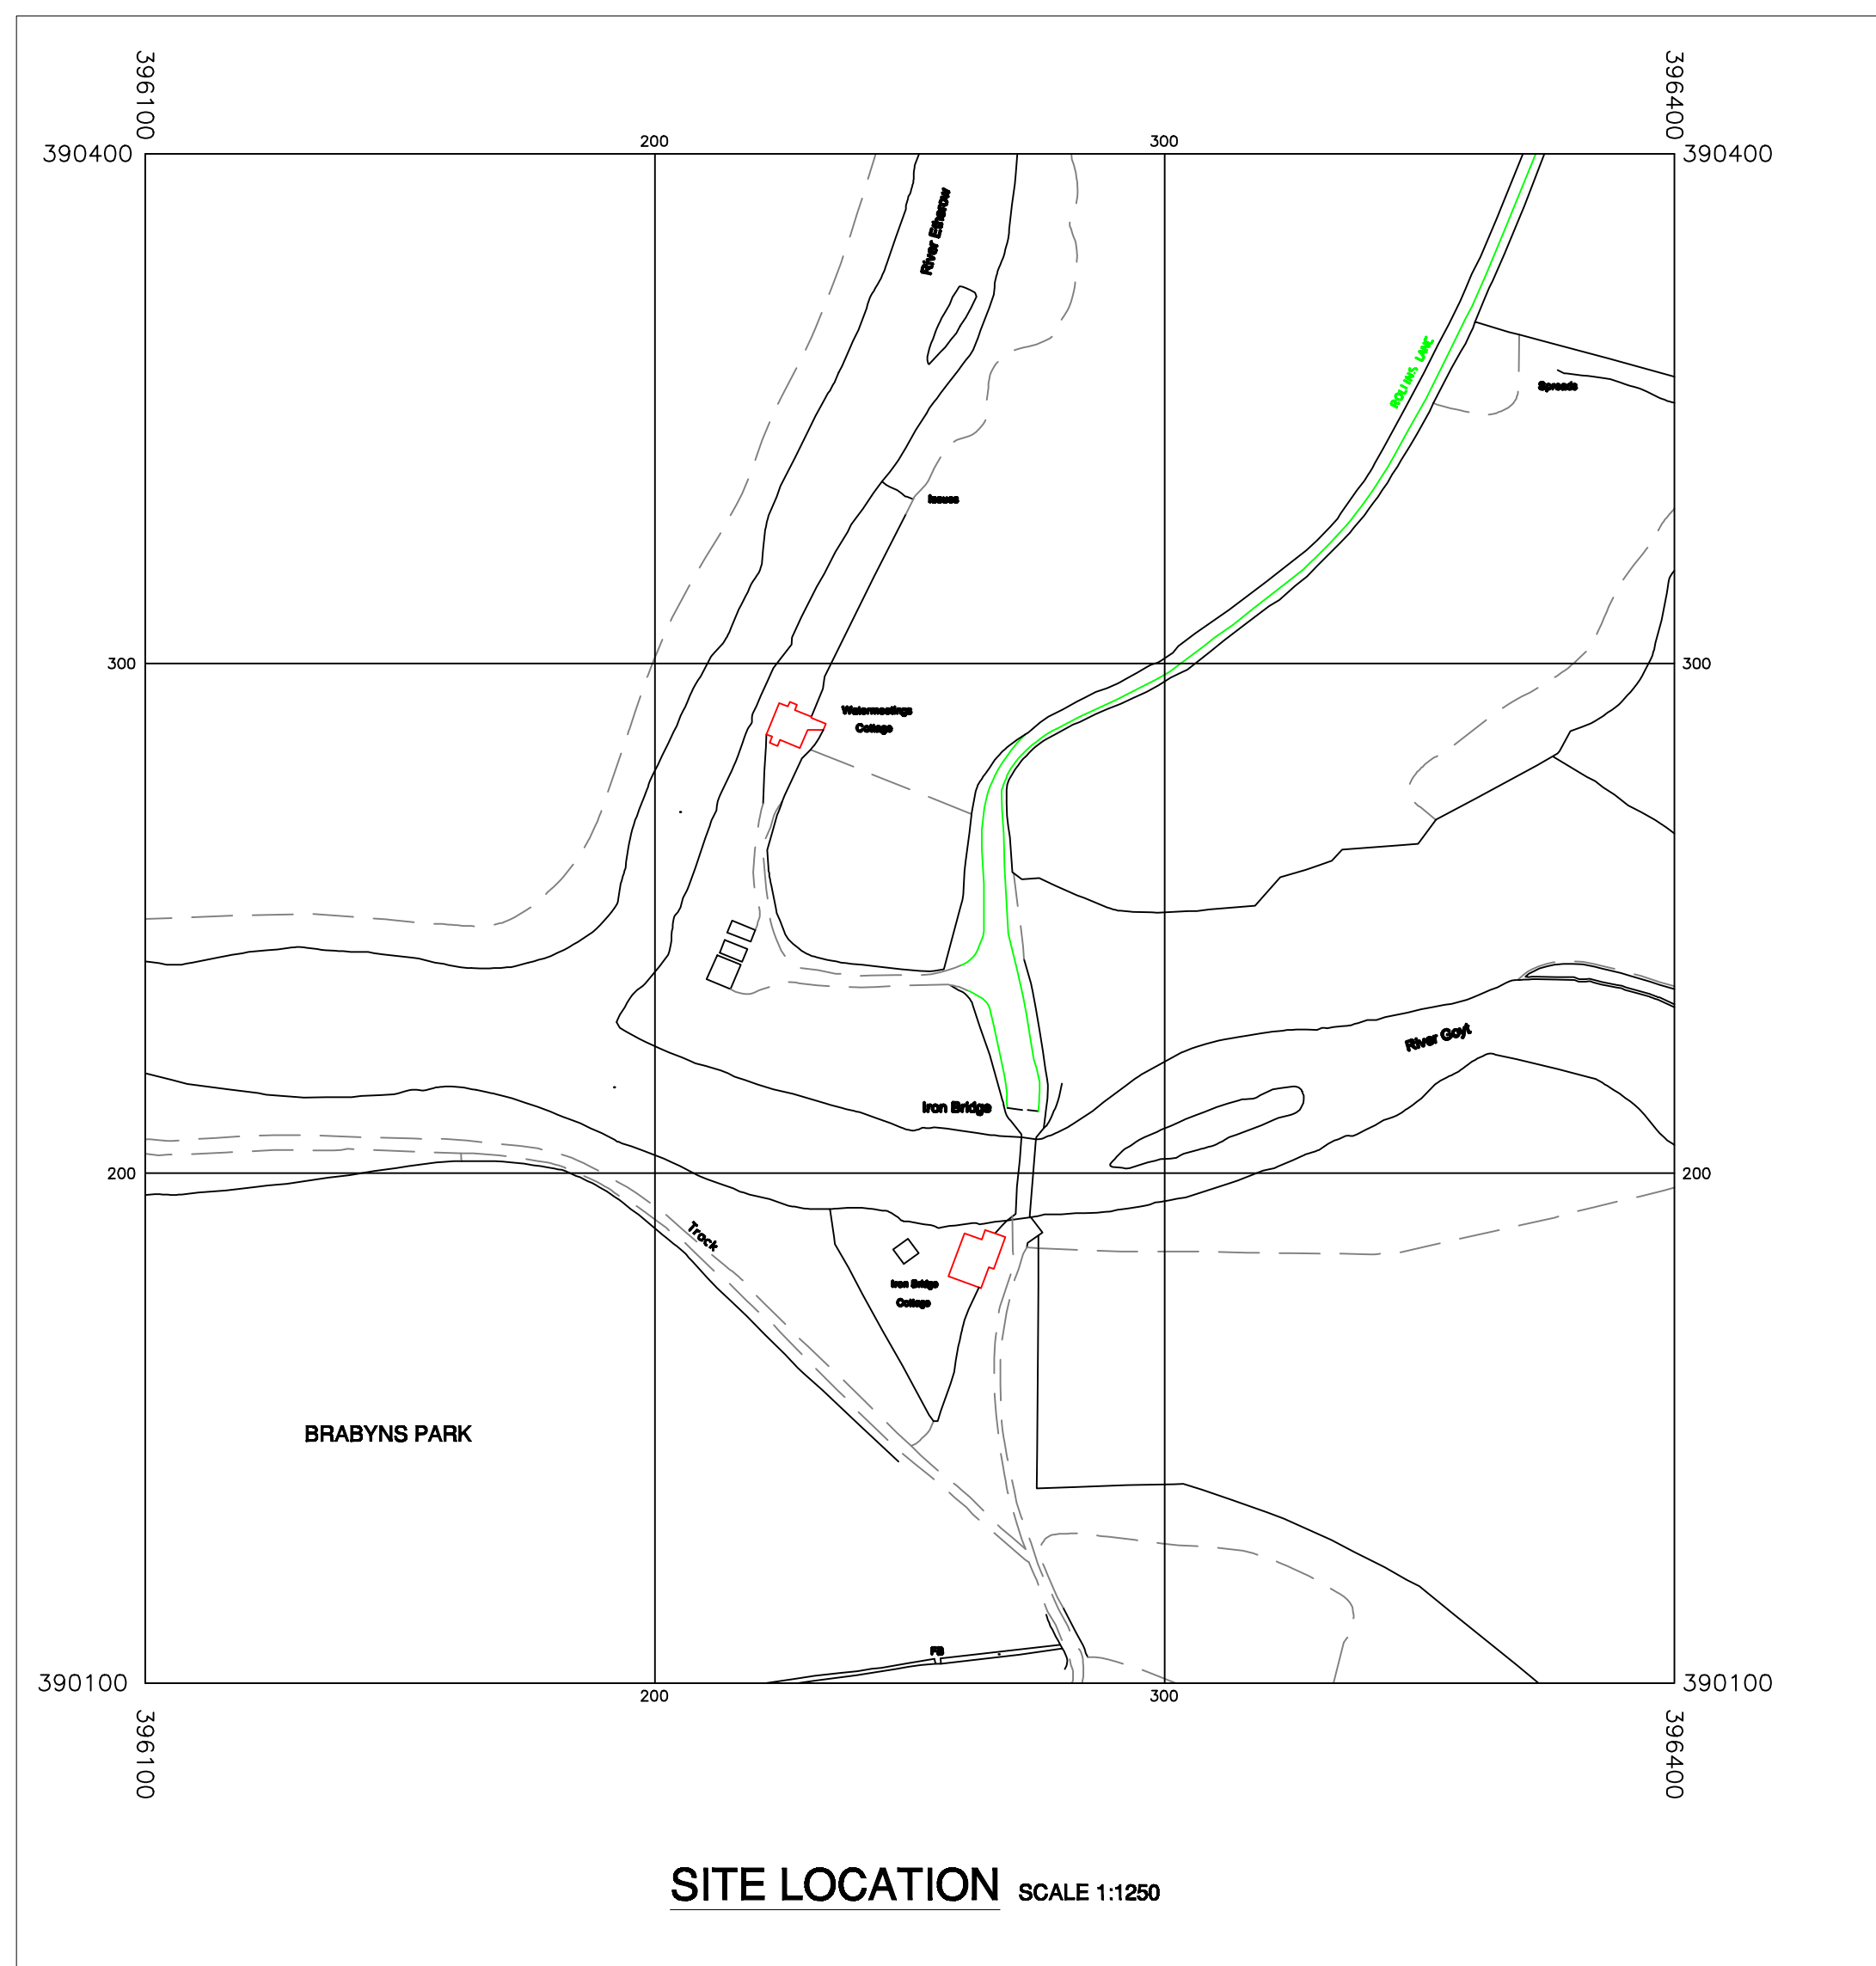 396100
396400
390400
200
300
390400
River Etherow
ROLLINS LANE
Spreads
Issues
300
300
Watermeetings
Cottage
River Goyt
Iron Bridge
200
200
Track
Iron Bridge
Cottage
BRABYNS PARK
FB
390100
200
300
390100
396100
396400
SITE LOCATION SCALE 1:1250